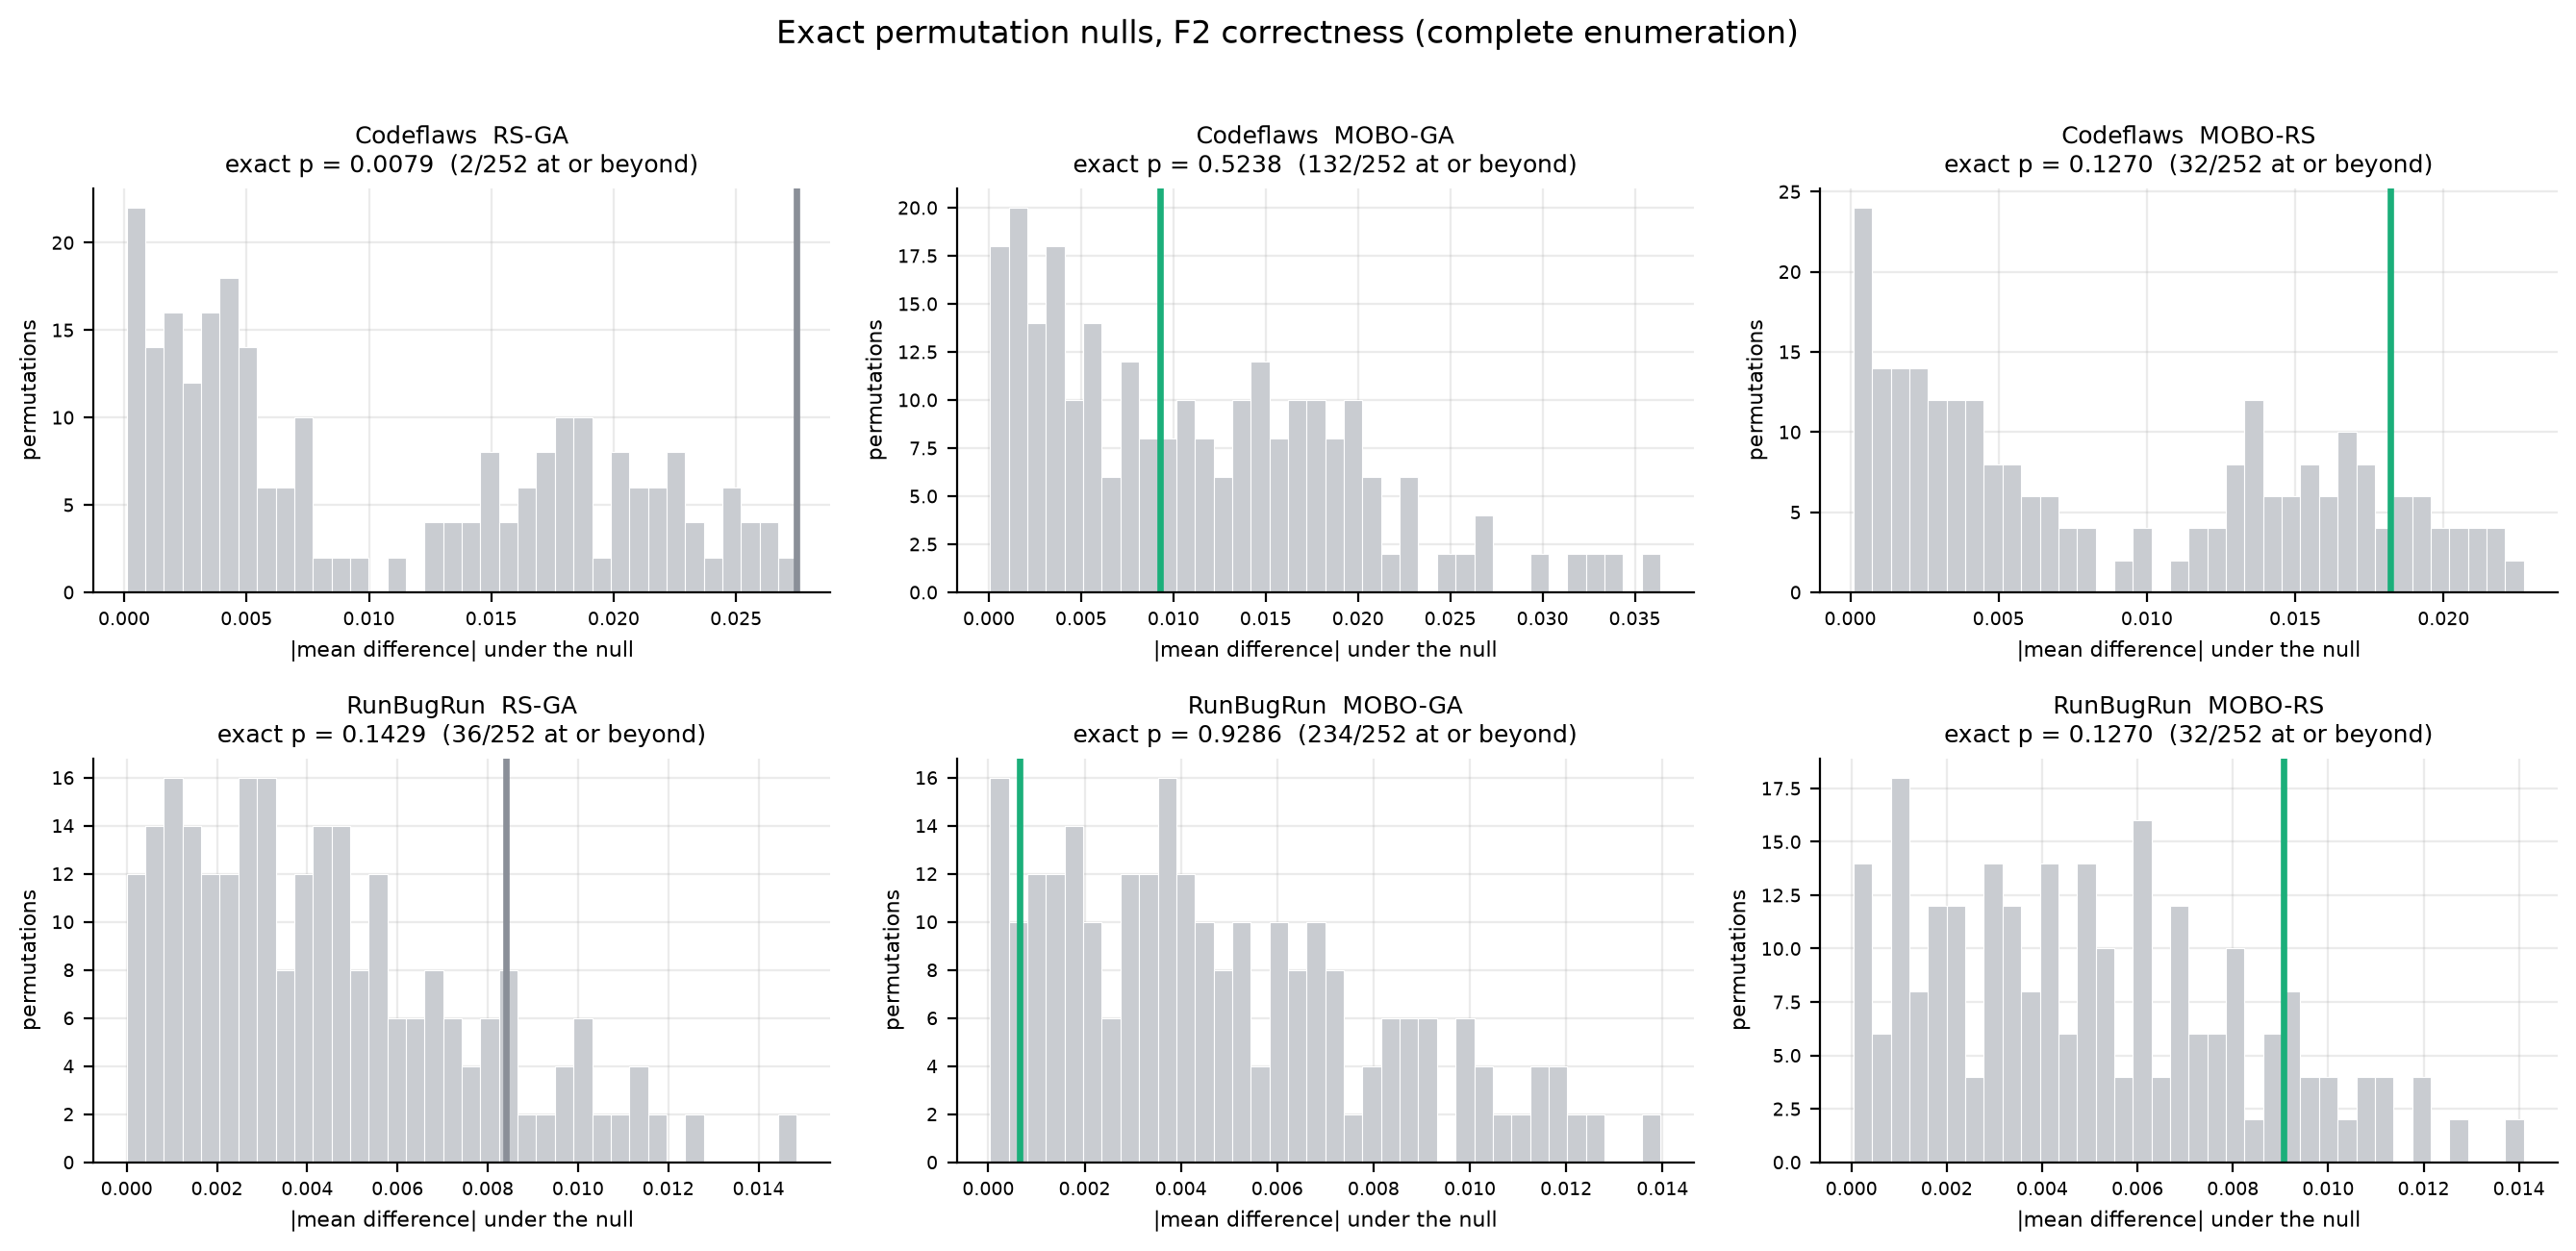 Exact permutation nulls, F2 correctness (complete enumeration)
Codeflaws  RS-GA
exact p = 0.0079  (2/252 at or beyond)
permutations
20
15
10
5
0
0.000 0.005 0.010 0.015 0.020 0.025
|mean difference| under the null
Codeflaws  MOBO-GA
exact p = 0.5238  (132/252 at or beyond)
permutations
20.0
17.5
15.0
12.5
10.0
7.5
5.0
2.5
0.0
0.000 0.005 0.010 0.015 0.020 0.025 0.030 0.035
|mean difference| under the null
Codeflaws  MOBO-RS
exact p = 0.1270  (32/252 at or beyond)
permutations
25
20
15
10
5
0
0.000 0.005 0.010 0.015 0.020
|mean difference| under the null
RunBugRun  RS-GA
exact p = 0.1429  (36/252 at or beyond)
permutations
16
14
12
10
8
6
4
2
0
0.000 0.002 0.004 0.006 0.008 0.010 0.012 0.014
|mean difference| under the null
RunBugRun  MOBO-GA
exact p = 0.9286  (234/252 at or beyond)
permutations
16
14
12
10
8
6
4
2
0
0.000 0.002 0.004 0.006 0.008 0.010 0.012 0.014
|mean difference| under the null
RunBugRun  MOBO-RS
exact p = 0.1270  (32/252 at or beyond)
permutations
17.5
15.0
12.5
10.0
7.5
5.0
2.5
0.0
0.000 0.002 0.004 0.006 0.008 0.010 0.012 0.014
|mean difference| under the null